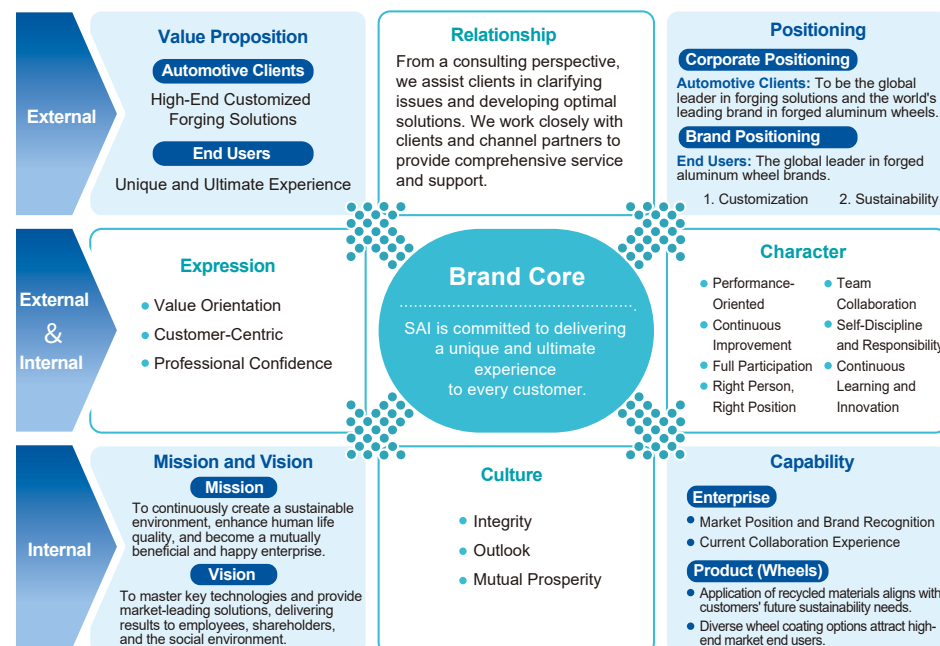 External
Value Proposition
Automotive Clients
High-End Customized
Forging Solutions
End Users
Unique and Ultimate Experience
Relationship
From a consulting perspective,
we assist clients in clarifying
issues and developing optimal
solutions. We work closely with
clients and channel partners to
provide comprehensive service
and support.
Positioning
Corporate Positioning
Automotive Clients: To be the global
leader in forging solutions and the world's
leading brand in forged aluminum wheels.
Brand Positioning
End Users: The global leader in forged
aluminum wheel brands.
1. Customization 2. Sustainability
External
&
Internal
Expression
• Value Orientation
• Customer-Centric
• Professional Confidence
Brand Core
SAI is committed to delivering
a unique and ultimate
experience
to every customer.
Character
• Performance-
Oriented
• Continuous
Improvement
• Full Participation
• Right Person,
Right Position
• Team
Collaboration
• Self-Discipline
and Responsibility
• Continuous
Learning and
Innovation
Internal
Mission and Vision
Mission
To continuously create a sustainable
environment, enhance human life
quality, and become a mutually
beneficial and happy enterprise.
Vision
To master key technologies and provide
market-leading solutions, delivering
results to employees, shareholders,
and the social environment.
Culture
• Integrity
• Outlook
• Mutual Prosperity
Capability
Enterprise
• Market Position and Brand Recognition
• Current Collaboration Experience
Product (Wheels)
• Application of recycled materials aligns with
customers' future sustainability needs.
• Diverse wheel coating options attract high-
end market end users.